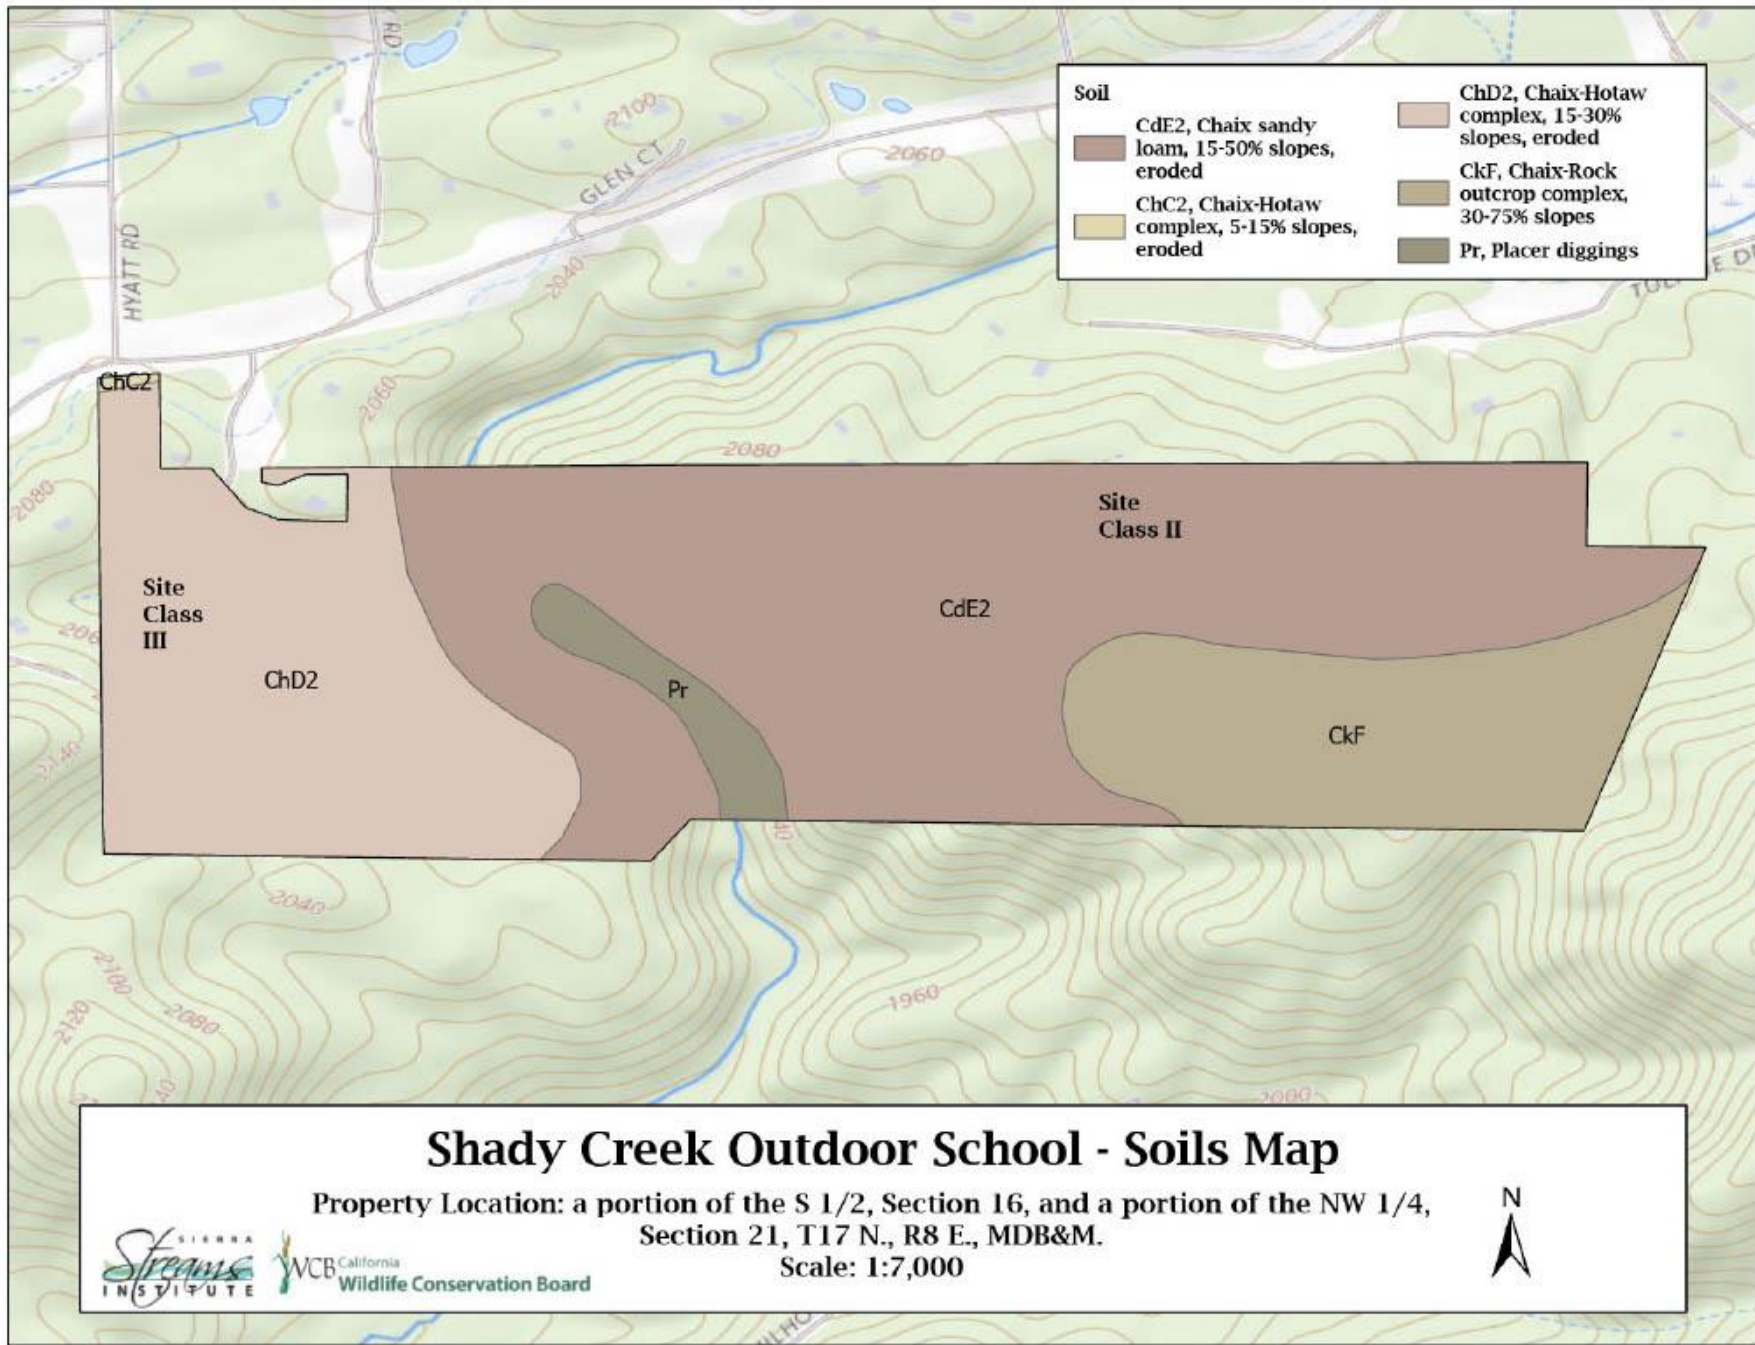 RD
2100
GLEN CT
2060
HYATT RD
2040
Soil
CdE2, Chaix sandy
loam, 15-50% slopes,
eroded
ChC2, Chaix-Hotaw
complex, 5-15% slopes,
eroded
ChD2, Chaix-Hotaw
complex, 15-30%
slopes, eroded
CkF, Chaix-Rock
outcrop complex,
30-75% slopes
Pr, Placer diggings
ChC2
2060
2080
2080
Site
Class II
Site
Class
III
CdE2
ChD2
Pr
CkF
2140
40
2040
2100
2120
2080
1960
2000
40
Shady Creek Outdoor School - Soils Map
Property Location: a portion of the S 1/2, Section 16, and a portion of the NW 1/4,
Section 21, T17 N., R8 E., MDB&M.
Scale: 1:7,000
N
SIERRA
Streams
INSTITUTE
WCB California
Wildlife Conservation Board